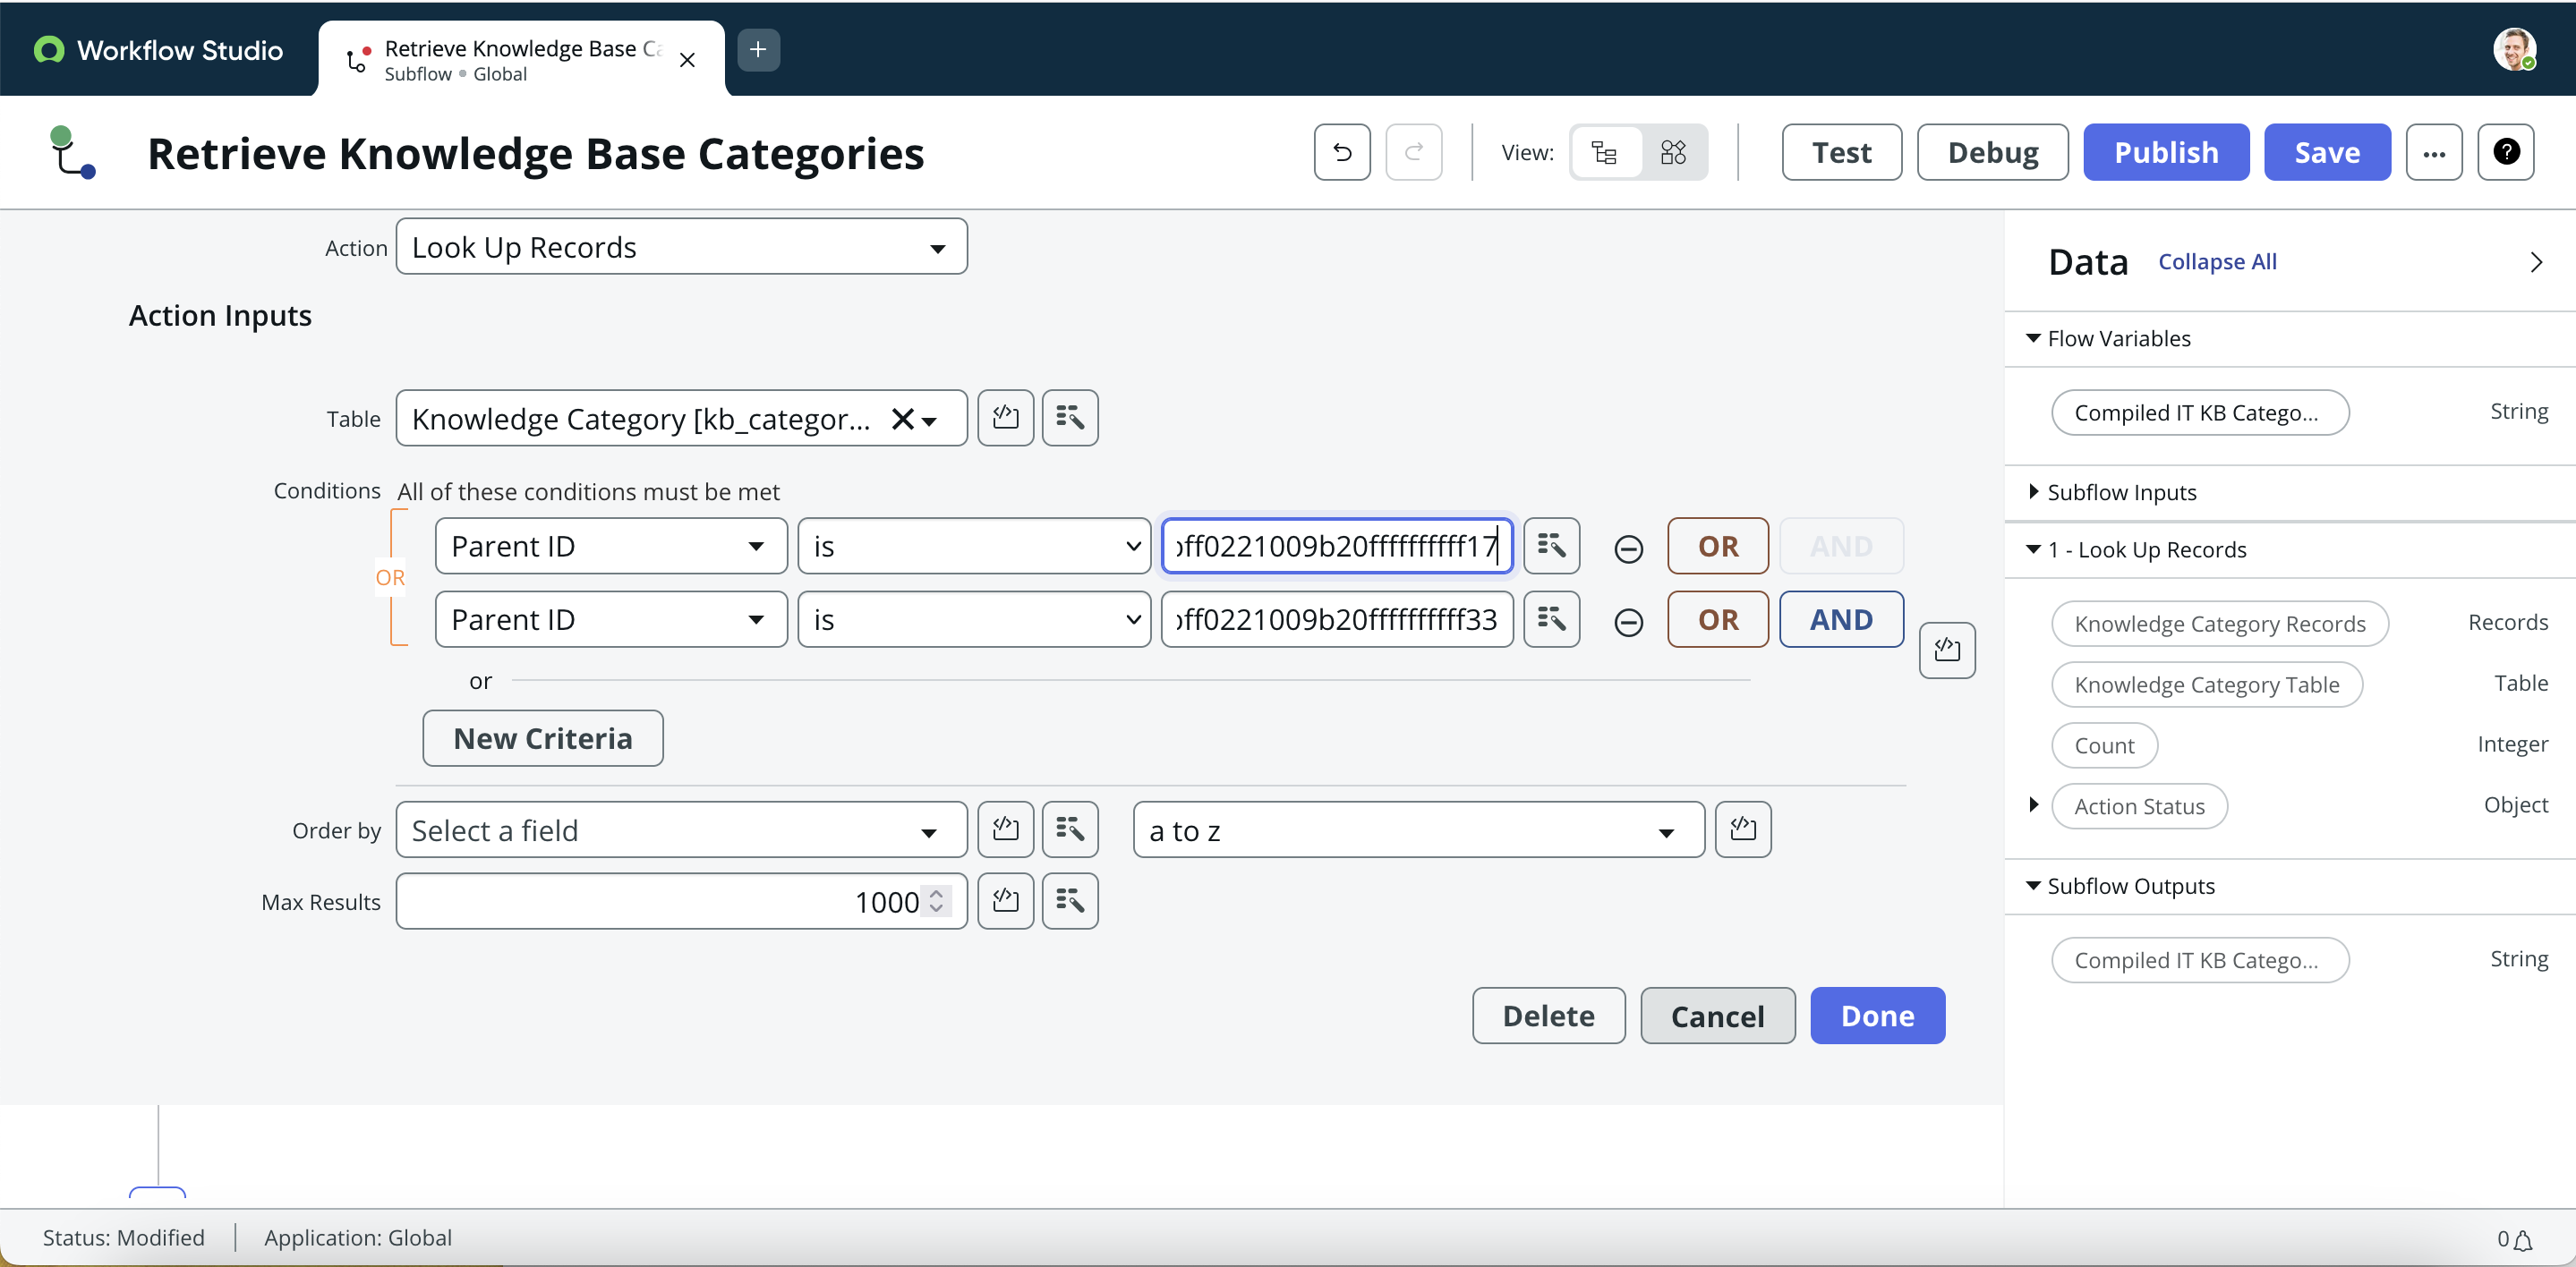 Workflow Studio
Retrieve Knowledge Base Ca
Subflow • Global
Retrieve Knowledge Base Categories
View:
Test
Debug
Publish
Save
Action
Look Up Records
Action Inputs
Table
Knowledge Category [kb_categor...
Conditions
All of these conditions must be met
OR
Parent ID
is
ff0221009b20ffffffffff17
OR
AND
Parent ID
is
ff0221009b20ffffffffff33
OR
AND
or
New Criteria
Order by
Select a field
a to z
Max Results
1000
Delete
Cancel
Done
Data
Collapse All
Flow Variables
Compiled IT KB Catego...
String
Subflow Inputs
1 - Look Up Records
Knowledge Category Records
Records
Knowledge Category Table
Table
Count
Integer
Action Status
Object
Subflow Outputs
Compiled IT KB Catego...
String
Status: Modified
Application: Global
0